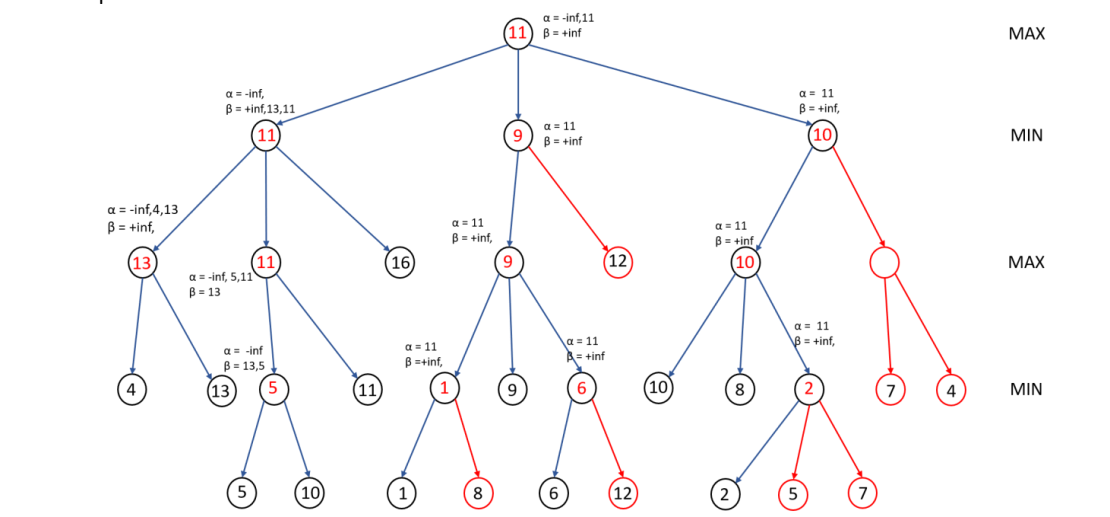 α = -inf,11
11
β = +inf
MAX
α = -inf,
β = +inf,13,11
α = 11
β = +inf,
11
9
α = 11
β = +inf
10
MIN
α = -inf,4,13
β = +inf,
α = 11
β = +inf,
α = 11
β = +inf
13
11
16
9
12
10
MAX
α = -inf, 5,11
β = 13
α = -inf
β = 13,5
α = 11
β =+inf,
α = 11
β = +inf
α = 11
β = +inf,
4
13
5
11
1
9
6
10
8
2
7
4
MIN
5
10
1
8
6
12
2
5
7